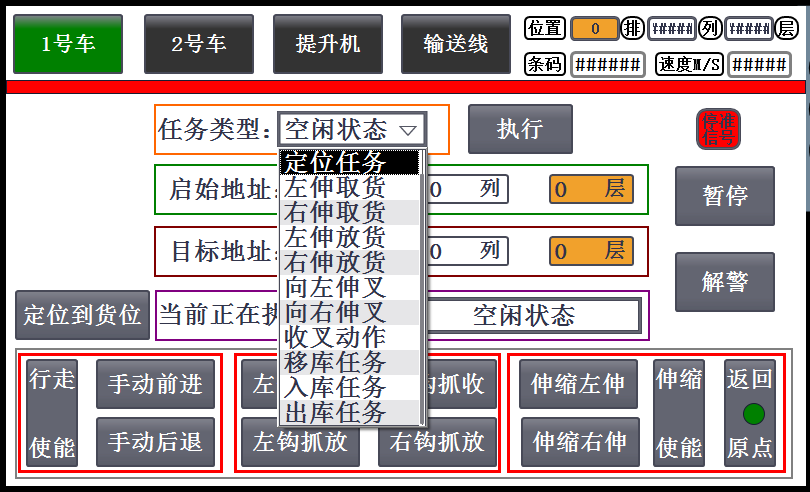 1号车 2号车 提升机 输送线 位置 0 排 ##### 列 ##### 层
条码 ###### 速度M/S #####
任务类型: 空闲状态 执行 停准信号
定位任务
启始地址: 左伸取货 0 列 0 层 暂停
右伸取货
左伸放货
目标地址: 右伸放货 0 列 0 层
向左伸叉 解警
定位到货位 当前正在执 向右伸叉 空闲状态
收叉动作
移库任务
入库任务
出库任务
行走使能 手动前进 左 钩抓收 伸缩左伸 伸缩使能 返回原点
手动后退 左钩抓放 右钩抓放 伸缩右伸